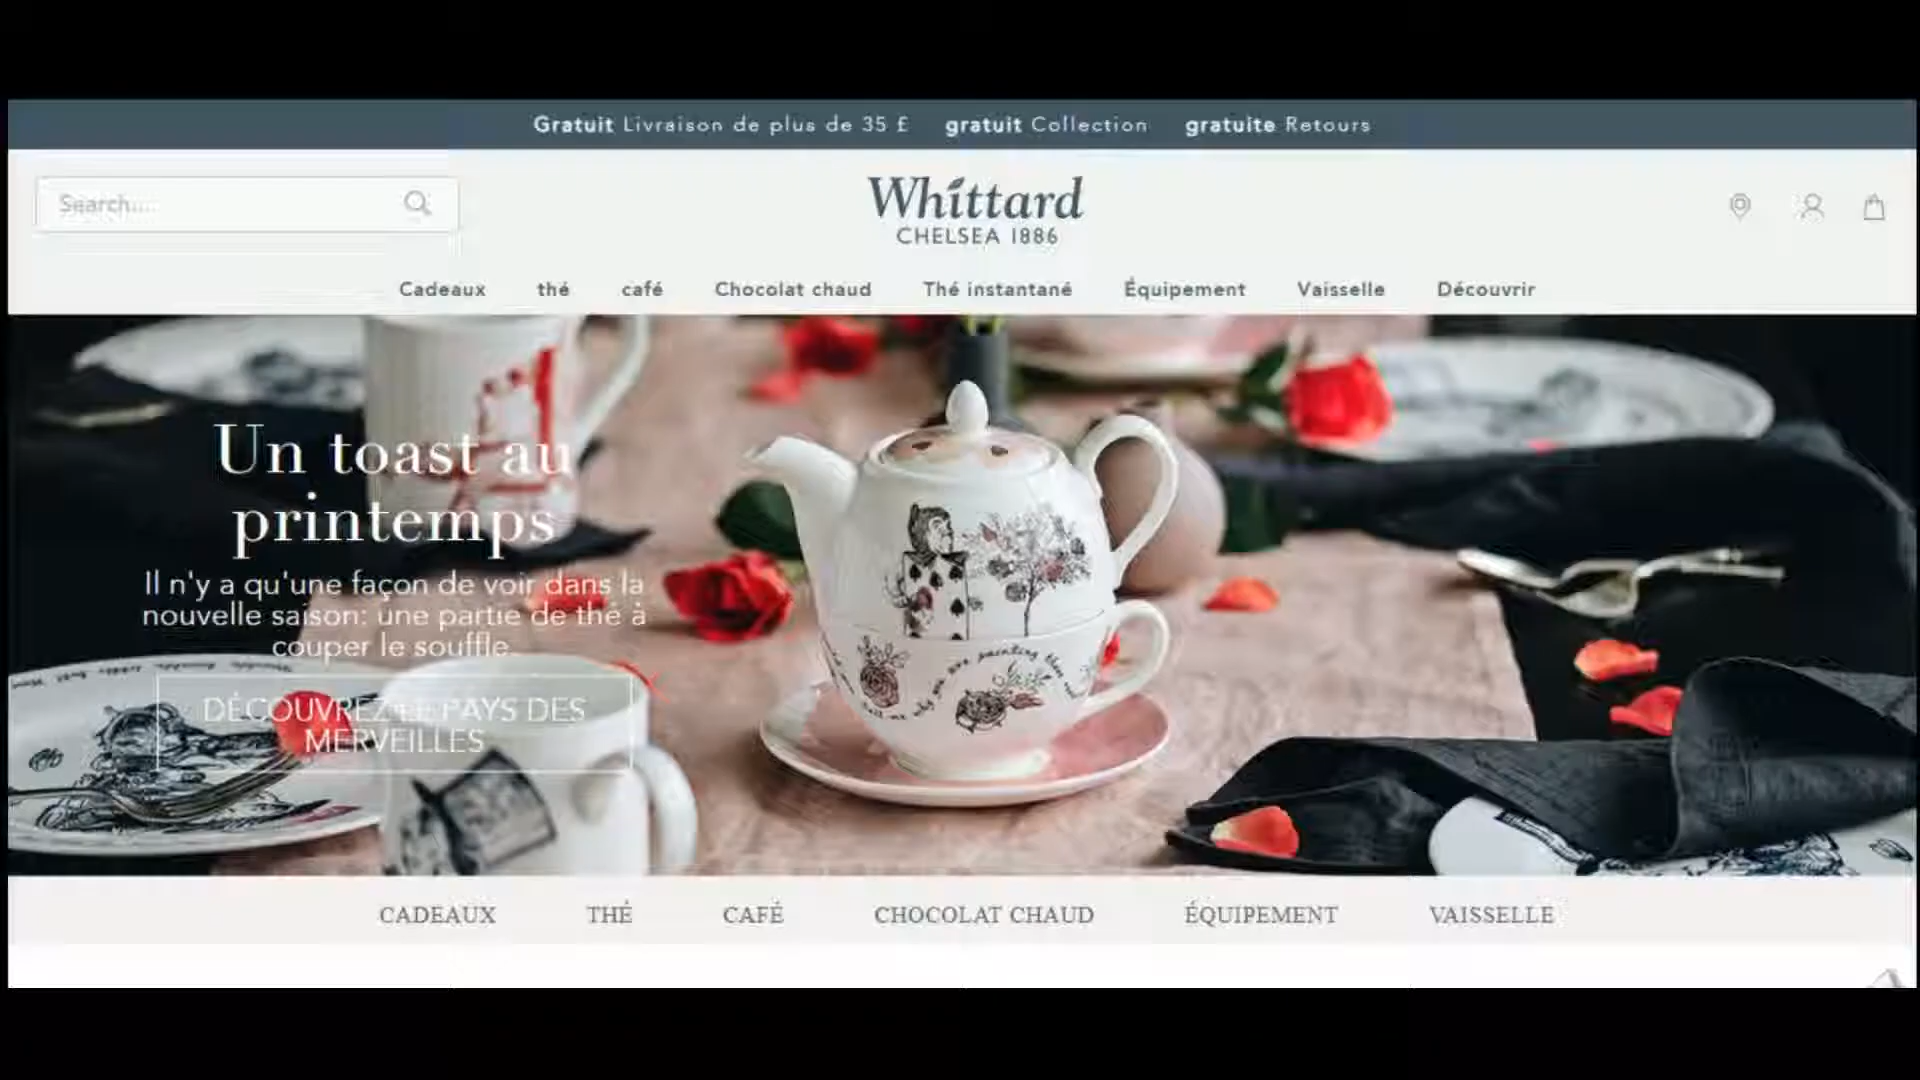 Gratuit Livraison de plus de 35 £ gratuit Collection gratuite Retours
Search....
Whittard
CHELSEA 1886
Cadeaux thé café Chocolat chaud Thé instantané Équipement Vaisselle Découvrir
Un toast au
printemps
Il n'y a qu'une façon de voir dans la
nouvelle saison: une partie de thé à
couper le souffle.
DÉCOUVREZ LE PAYS DES
MERVEILLES
CADEAUX THÉ CAFÉ CHOCOLAT CHAUD ÉQUIPEMENT VAISSELLE